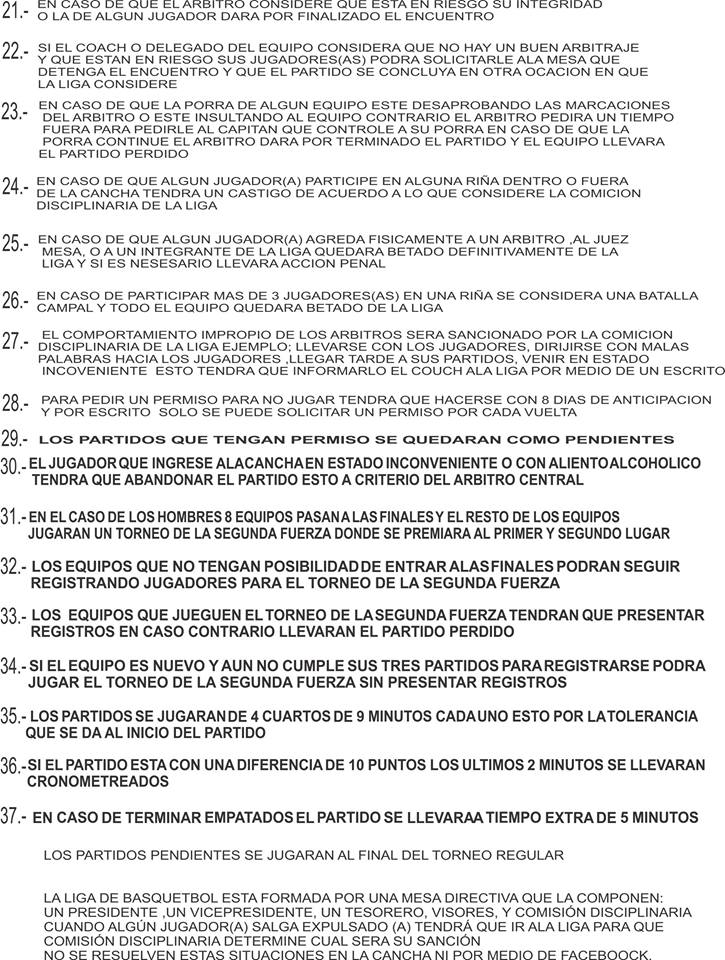 21.- EN CASO DE QUE EL ARBITRO CONSIDERE QUE ESTA EN RIESGO SU INTEGRIDAD
O LA DE ALGUN JUGADOR DARA POR FINALIZADO EL ENCUENTRO
22.- SI EL COACH O DELEGADO DEL EQUIPO CONSIDERA QUE NO HAY UN BUEN ARBITRAJE
Y QUE ESTAN EN RIESGO SUS JUGADORES(AS) PODRA SOLICITARLE ALA MESA QUE
DETENGA EL ENCUENTRO Y QUE EL PARTIDO SE CONCLUYA EN OTRA OCACION EN QUE
LA LIGA CONSIDERE
23.- EN CASO DE QUE LA PORRA DE ALGUN EQUIPO ESTE DESAPROBANDO LAS MARCACIONES
DEL ARBITRO O ESTE INSULTANDO AL EQUIPO CONTRARIO EL ARBITRO PEDIRA UN TIEMPO
FUERA PARA PEDIRLE AL CAPITAN QUE CONTROLE A SU PORRA EN CASO DE QUE LA
PORRA CONTINUE EL ARBITRO DARA POR TERMINADO EL PARTIDO Y EL EQUIPO LLEVARA
EL PARTIDO PERDIDO
24.- EN CASO DE QUE ALGUN JUGADOR(A) PARTICIPE EN ALGUNA RIÑA DENTRO O FUERA
DE LA CANCHA TENDRA UN CASTIGO DE ACUERDO A LO QUE CONSIDERE LA COMICION
DISCIPLINARIA DE LA LIGA
25.- EN CASO DE QUE ALGUN JUGADOR(A) AGREDA FISICAMENTE A UN ARBITRO ,AL JUEZ
MESA, O A UN INTEGRANTE DE LA LIGA QUEDARA BETADO DEFINITIVAMENTE DE LA
LIGA Y SI ES NESESARIO LLEVARA ACCION PENAL
26.- EN CASO DE PARTICIPAR MAS DE 3 JUGADORES(AS) EN UNA RIÑA SE CONSIDERA UNA BATALLA
CAMPAL Y TODO EL EQUIPO QUEDARA BETADO DE LA LIGA
27.- EL COMPORTAMIENTO IMPROPIO DE LOS ARBITROS SERA SANCIONADO POR LA COMICION
DISCIPLINARIA DE LA LIGA EJEMPLO; LLEVARSE CON LOS JUGADORES, DIRIJIRSE CON MALAS
PALABRAS HACIA LOS JUGADORES ,LLEGAR TARDE A SUS PARTIDOS, VENIR EN ESTADO
INCOVENIENTE ESTO TENDRA QUE INFORMARLO EL COUCH ALA LIGA POR MEDIO DE UN ESCRITO
28.- PARA PEDIR UN PERMISO PARA NO JUGAR TENDRA QUE HACERSE CON 8 DIAS DE ANTICIPACION
Y POR ESCRITO SOLO SE PUEDE SOLICITAR UN PERMISO POR CADA VUELTA
29.- LOS PARTIDOS QUE TENGAN PERMISO SE QUEDARAN COMO PENDIENTES
30.- EL JUGADOR QUE INGRESE ALACANCHA EN ESTADO INCONVENIENTE O CON ALIENTO ALCOHOLICO
TENDRA QUE ABANDONAR EL PARTIDO ESTO A CRITERIO DEL ARBITRO CENTRAL
31.- EN EL CASO DE LOS HOMBRES 8 EQUIPOS PASAN A LAS FINALES Y EL RESTO DE LOS EQUIPOS
JUGARAN UN TORNEO DE LA SEGUNDA FUERZA DONDE SE PREMIARA AL PRIMER Y SEGUNDO LUGAR
32.- LOS EQUIPOS QUE NO TENGAN POSIBILIDAD DE ENTRAR ALAS FINALES PODRAN SEGUIR
REGISTRANDO JUGADORES PARA EL TORNEO DE LA SEGUNDA FUERZA
33.- LOS EQUIPOS QUE JUEGUEN EL TORNEO DE LA SEGUNDA FUERZA TENDRAN QUE PRESENTAR
REGISTROS EN CASO CONTRARIO LLEVARAN EL PARTIDO PERDIDO
34.- SI EL EQUIPO ES NUEVO Y AUN NO CUMPLE SUS TRES PARTIDOS PARA REGISTRARSE PODRA
JUGAR EL TORNEO DE LA SEGUNDA FUERZA SIN PRESENTAR REGISTROS
35.- LOS PARTIDOS SE JUGARAN DE 4 CUARTOS DE 9 MINUTOS CADA UNO ESTO POR LA TOLERANCIA
QUE SE DA AL INICIO DEL PARTIDO
36.- SI EL PARTIDO ESTA CON UNA DIFERENCIA DE 10 PUNTOS LOS ULTIMOS 2 MINUTOS SE LLEVARAN
CRONOMETREADOS
37.- EN CASO DE TERMINAR EMPATADOS EL PARTIDO SE LLEVARA A TIEMPO EXTRA DE 5 MINUTOS
LOS PARTIDOS PENDIENTES SE JUGARAN AL FINAL DEL TORNEO REGULAR
LA LIGA DE BASQUETBOL ESTA FORMADA POR UNA MESA DIRECTIVA QUE LA COMPONEN:
UN PRESIDENTE ,UN VICEPRESIDENTE, UN TESORERO, VISORES, Y COMISIÓN DISCIPLINARIA
CUANDO ALGÚN JUGADOR(A) SALGA EXPULSADO (A) TENDRÁ QUE IR ALA LIGA PARA QUE
COMISIÓN DISCIPLINARIA DETERMINE CUAL SERA SU SANCIÓN
NO SE RESUELVEN ESTAS SITUACIONES EN LA CANCHA NI POR MEDIO DE FACEBOOCK.